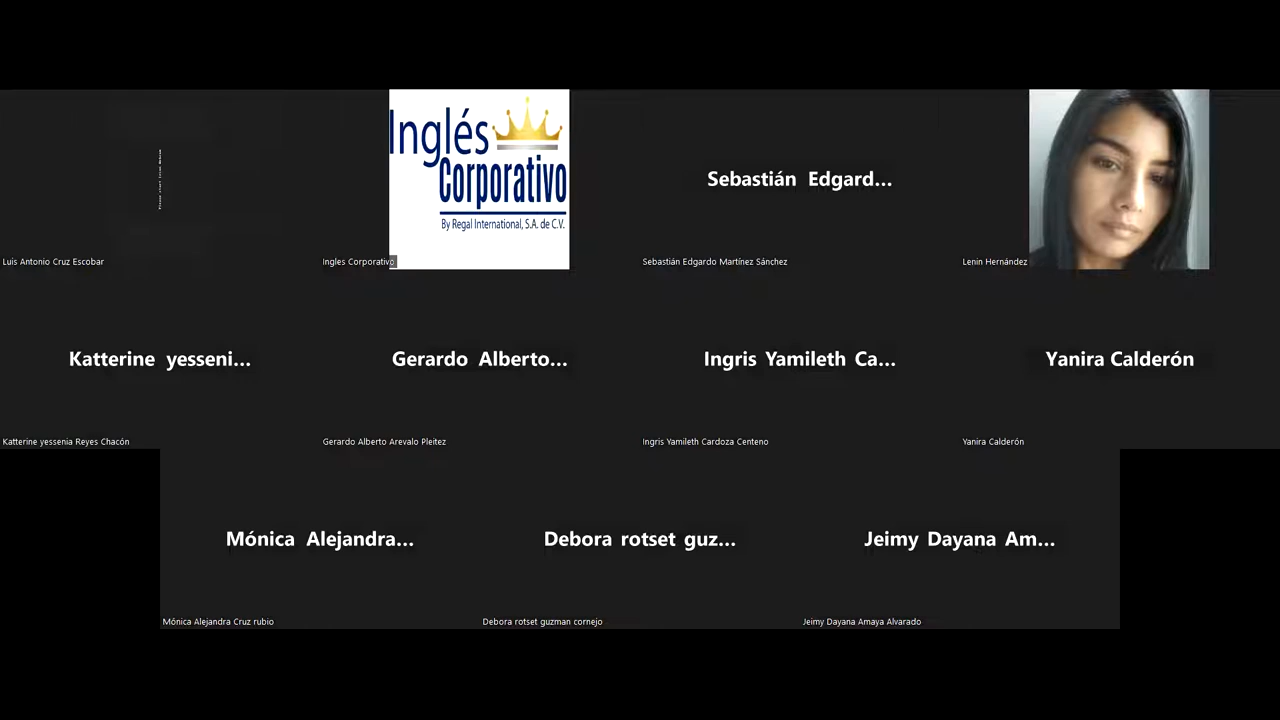 Inglés
Corporativo
By Regal International, S.A. de C.V.
Sebastián Edgard...
Luis Antonio Cruz Escobar
Ingles Corporativo
Sebastián Edgardo Martínez Sánchez
Lenin Hernández
Katterine yesseni...
Gerardo Alberto...
Ingris Yamileth Ca...
Yanira Calderón
Katterine yessenia Reyes Chacón
Gerardo Alberto Arevalo Pleitez
Ingris Yamileth Cardoza Centeno
Yanira Calderón
Mónica Alejandra...
Debora rotset guz...
Jeimy Dayana Am...
Mónica Alejandra Cruz rubio
Debora rotset guzman cornejo
Jeimy Dayana Amaya Alvarado